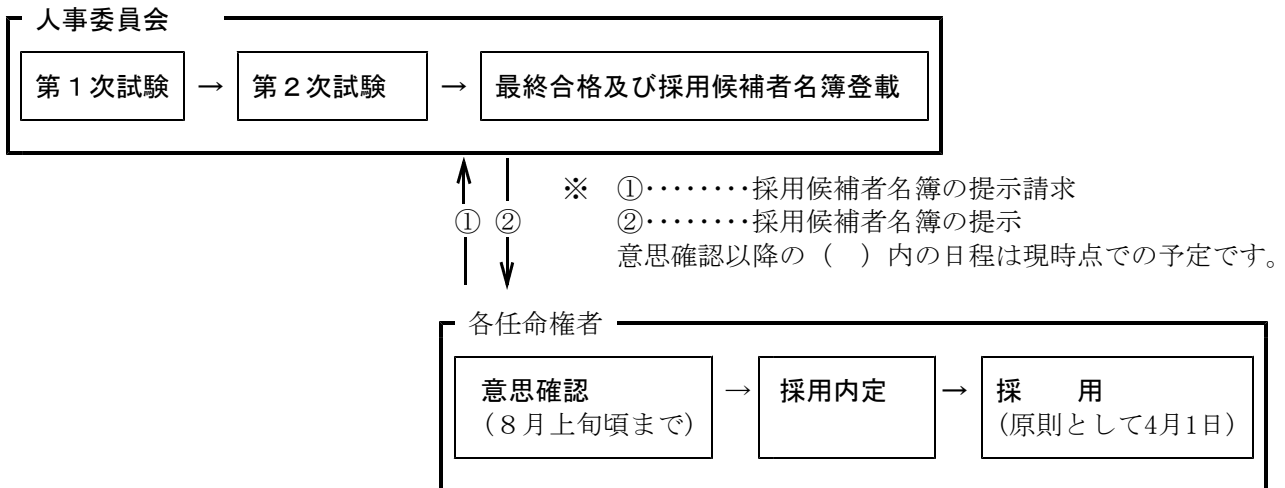 人事委員会
第1次試験 → 第2次試験 → 最終合格及び採用候補者名簿登載
※ ①・・・・・・・・採用候補者名簿の提示請求
① ② ②・・・・・・・・採用候補者名簿の提示
意思確認以降の（　）内の日程は現時点での予定です。
各任命権者
意思確認 → 採用内定 → 採　　用
(８月上旬頃まで) (原則として4月1日)